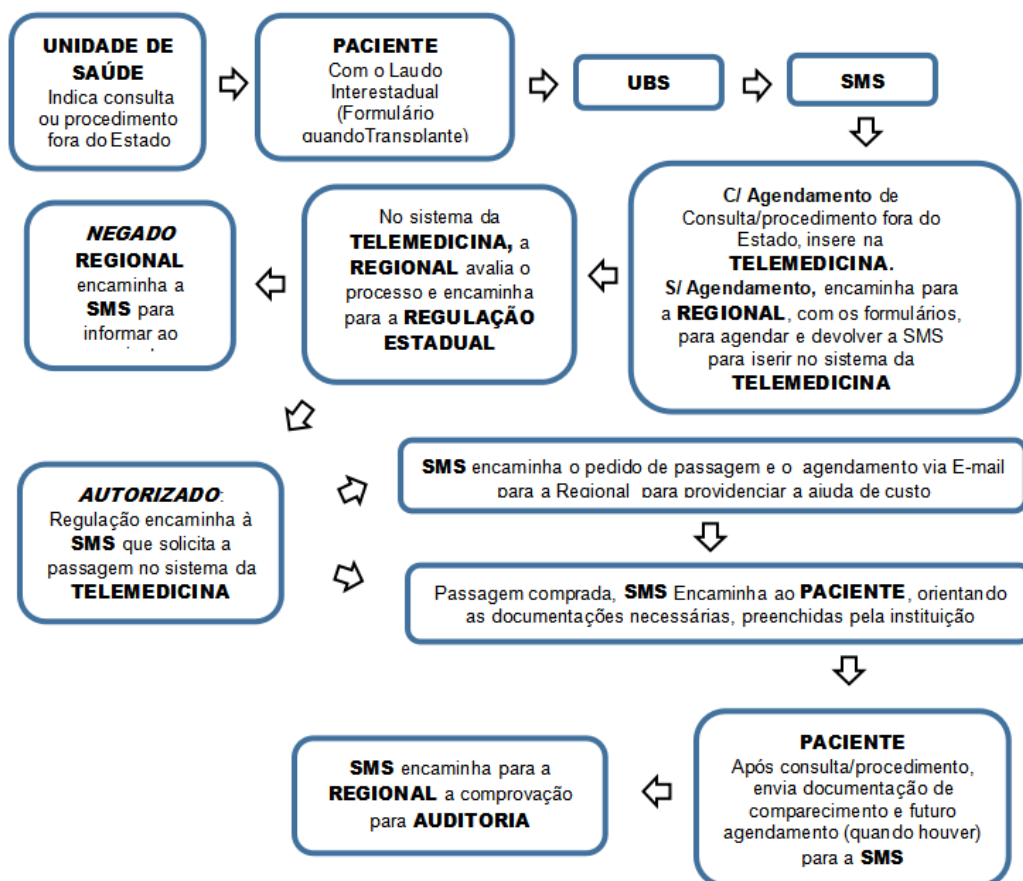 UNIDADE DE
SAÚDE
Indica consulta
ou procedimento
fora do Estado
PACIENTE
Com o Laudo
Interestadual
(Formulário
quandoTransplante)
UBS
SMS
C/ Agendamento de
Consulta/procedimento fora do
Estado, insere na
TELEMEDICINA.
S/ Agendamento, encaminha para
a REGIONAL, com os formulários,
para agendar e devolver a SMS
para iserir no sistema da
TELEMEDICINA
No sistema da
TELEMEDICINA, a
REGIONAL avalia o
processo e encaminha
para a REGULAÇÃO
ESTADUAL
NEGADO
REGIONAL
encaminha a
SMS para
informar ao
AUTORIZADO:
Regulação encaminha à
SMS que solicita a
passagem no sistema da
TELEMEDICINA
SMS encaminha o pedido de passagem e o agendamento via E-mail
para a Regional para providenciar a ajuda de custo
Passagem comprada, SMS Encaminha ao PACIENTE, orientando
as documentações necessárias, preenchidas pela instituição
PACIENTE
Após consulta/procedimento,
envia documentação de
comparecimento e futuro
agendamento (quando houver)
para a SMS
SMS encaminha para a
REGIONAL a comprovação
para AUDITORIA